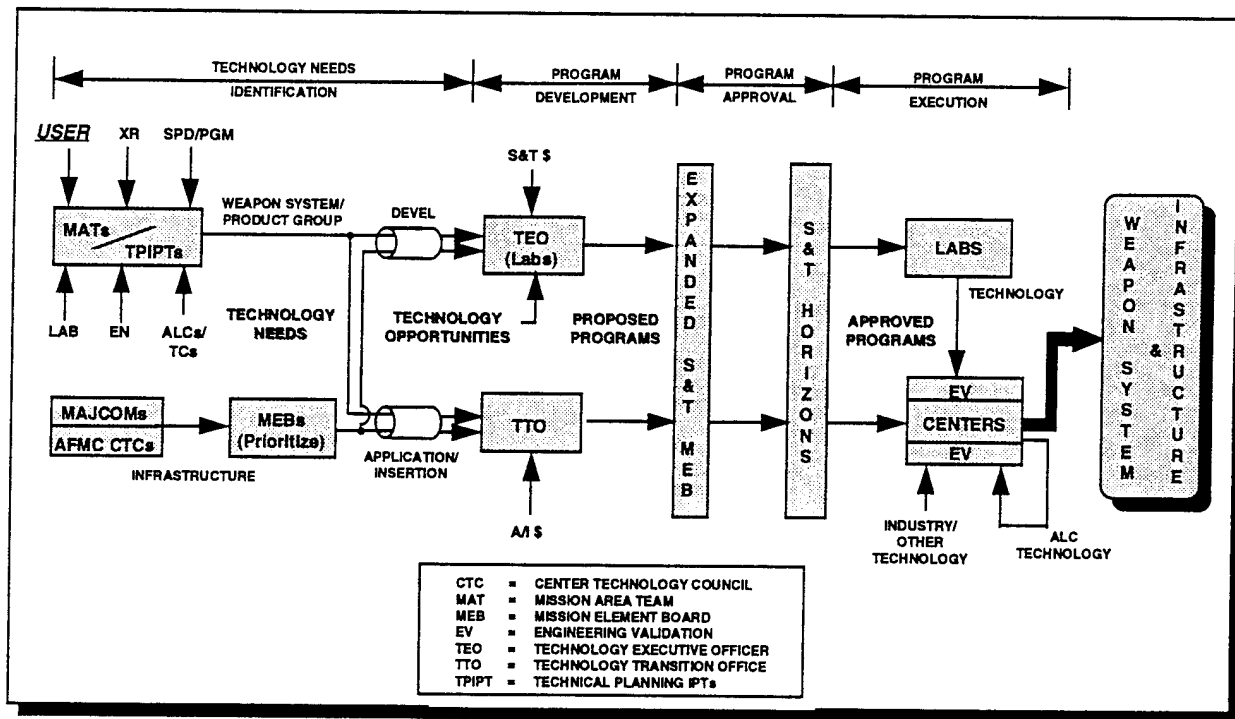 TECHNOLOGY NEEDS
IDENTIFICATION
PROGRAM
DEVELOPMENT
PROGRAM
APPROVAL
PROGRAM
EXECUTION
USER
XR
SPD/PGM
S&T $
WEAPON SYSTEM/
PRODUCT GROUP
DEVEL
MATs
TPIPTs
TEO
(Labs)
EXPANDED S&T MEB
S&T HORIZONS
LABS
WEAPON SYSTEM
&
INFRASTRUCTURE
LAB
EN
ALCs/
TCs
TECHNOLOGY
NEEDS
TECHNOLOGY
OPPORTUNITIES
PROPOSED
PROGRAMS
APPROVED
PROGRAMS
TECHNOLOGY
MAJCOMs
AFMC CTCs
MEBs
(Prioritize)
TTO
EV
CENTERS
EV
INFRASTRUCTURE
APPLICATION/
INSERTION
A/I $
INDUSTRY/
OTHER
TECHNOLOGY
ALC
TECHNOLOGY
CTC = CENTER TECHNOLOGY COUNCIL
MAT = MISSION AREA TEAM
MEB = MISSION ELEMENT BOARD
EV = ENGINEERING VALIDATION
TEO = TECHNOLOGY EXECUTIVE OFFICER
TTO = TECHNOLOGY TRANSITION OFFICE
TPIPT = TECHNICAL PLANNING IPTs